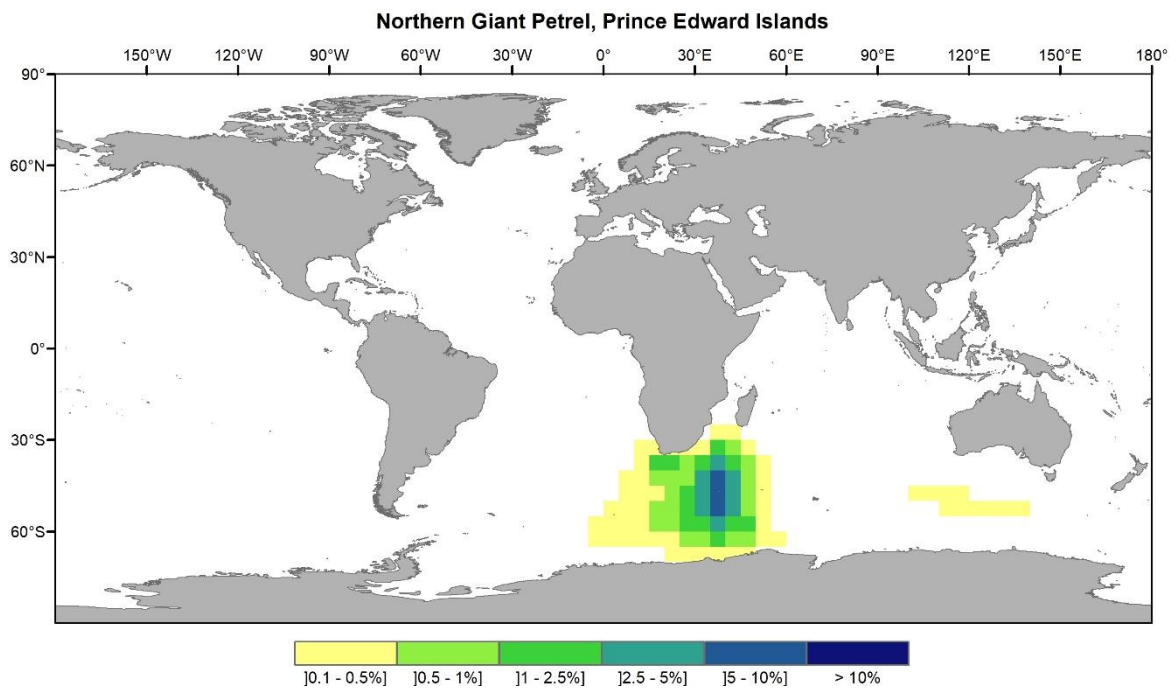 Northern Giant Petrel, Prince Edward Islands
150°W 120°W 90°W 60°W 30°W 0° 30°E 60°E 90°E 120°E 150°E 180°
90°
60°N
30°N
0°
30°S
60°S
]0.1 - 0.5%] ]0.5 - 1%] ]1 - 2.5%] ]2.5 - 5%] ]5 - 10%] > 10%